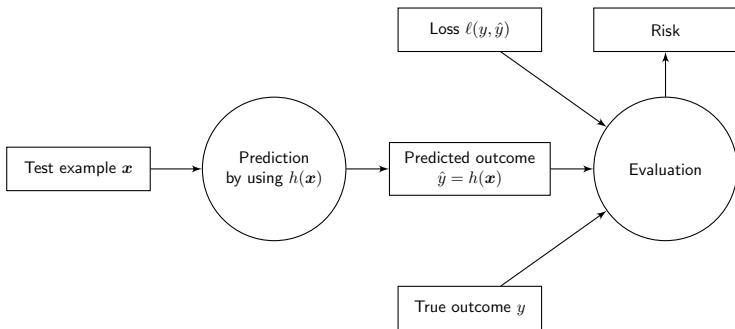 Loss ℓ(y, ŷ)
Risk
Test example x
Prediction
by using h(x)
Predicted outcome
ŷ = h(x)
Evaluation
True outcome y